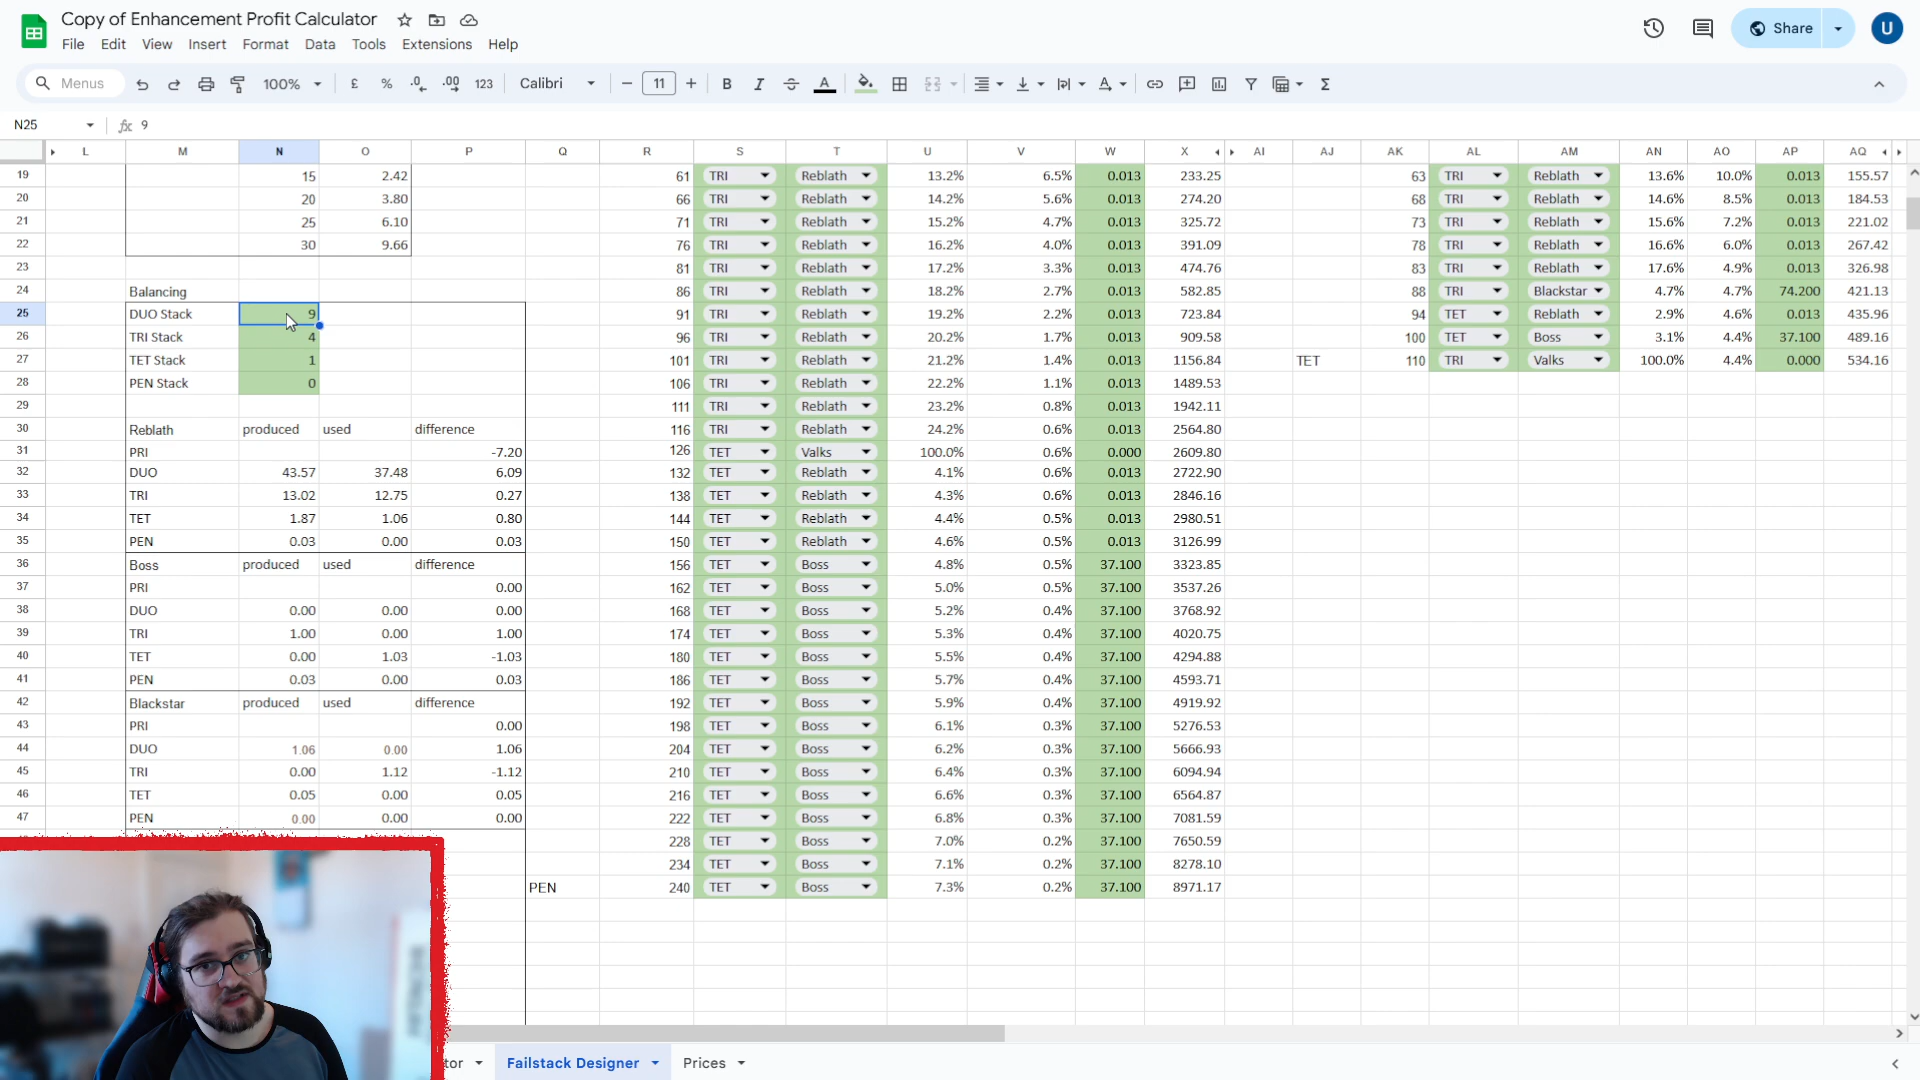 Copy of Enhancement Profit Calculator
File Edit View Insert Format Data Tools Extensions Help
Share
U
Menus 100% £ % .0 .00 123 Calibri 11 B I A
N25 fx 9
L M N O P Q R S T U V W X AI AJ AK AL AM AN AO AP AQ
19 15 2.42 61 TRI Reblath 13.2% 6.5% 0.013 233.25 63 TRI Reblath 13.6% 10.0% 0.013 155.57
20 20 3.80 66 TRI Reblath 14.2% 5.6% 0.013 274.20 68 TRI Reblath 14.6% 8.5% 0.013 184.53
21 25 6.10 71 TRI Reblath 15.2% 4.7% 0.013 325.72 73 TRI Reblath 15.6% 7.2% 0.013 221.02
22 30 9.66 76 TRI Reblath 16.2% 4.0% 0.013 391.09 78 TRI Reblath 16.6% 6.0% 0.013 267.42
23 81 TRI Reblath 17.2% 3.3% 0.013 474.76 83 TRI Reblath 17.6% 4.9% 0.013 326.98
24 Balancing 86 TRI Reblath 18.2% 2.7% 0.013 582.85 88 TRI Blackstar 4.7% 4.7% 74.200 421.13
25 DUO Stack 9 91 TRI Reblath 19.2% 2.2% 0.013 723.84 94 TET Reblath 2.9% 4.6% 0.013 435.96
26 TRI Stack 4 96 TRI Reblath 20.2% 1.7% 0.013 909.58 100 TET Boss 3.1% 4.4% 37.100 489.16
27 TET Stack 1 101 TRI Reblath 21.2% 1.4% 0.013 1156.84 TET 110 TRI Valks 100.0% 4.4% 0.000 534.16
28 PEN Stack 0 106 TRI Reblath 22.2% 1.1% 0.013 1489.53
29 111 TRI Reblath 23.2% 0.8% 0.013 1942.11
30 Reblath produced used difference 116 TRI Reblath 24.2% 0.6% 0.013 2564.80
31 PRI -7.20 126 TET Valks 100.0% 0.6% 0.000 2609.80
32 DUO 43.57 37.48 6.09 132 TET Reblath 4.1% 0.6% 0.013 2722.90
33 TRI 13.02 12.75 0.27 138 TET Reblath 4.3% 0.6% 0.013 2846.16
34 TET 1.87 1.06 0.80 144 TET Reblath 4.4% 0.5% 0.013 2980.51
35 PEN 0.03 0.00 0.03 150 TET Reblath 4.6% 0.5% 0.013 3126.99
36 Boss produced used difference 156 TET Boss 4.8% 0.5% 37.100 3323.85
37 PRI 0.00 162 TET Boss 5.0% 0.5% 37.100 3537.26
38 DUO 0.00 0.00 0.00 168 TET Boss 5.2% 0.4% 37.100 3768.92
39 TRI 1.00 0.00 1.00 174 TET Boss 5.3% 0.4% 37.100 4020.75
40 TET 0.00 1.03 -1.03 180 TET Boss 5.5% 0.4% 37.100 4294.88
41 PEN 0.03 0.00 0.03 186 TET Boss 5.7% 0.4% 37.100 4593.71
42 Blackstar produced used difference 192 TET Boss 5.9% 0.4% 37.100 4919.92
43 PRI 0.00 198 TET Boss 6.1% 0.3% 37.100 5276.53
44 DUO 1.06 0.00 1.06 204 TET Boss 6.2% 0.3% 37.100 5666.93
45 TRI 0.00 1.12 -1.12 210 TET Boss 6.4% 0.3% 37.100 6094.94
46 TET 0.05 0.00 0.05 216 TET Boss 6.6% 0.3% 37.100 6564.87
47 PEN 0.00 0.00 0.00 222 TET Boss 6.8% 0.3% 37.100 7081.59
228 TET Boss 7.0% 0.2% 37.100 7650.59
234 TET Boss 7.1% 0.2% 37.100 8278.10
PEN 240 TET Boss 7.3% 0.2% 37.100 8971.17
tor Failstack Designer Prices